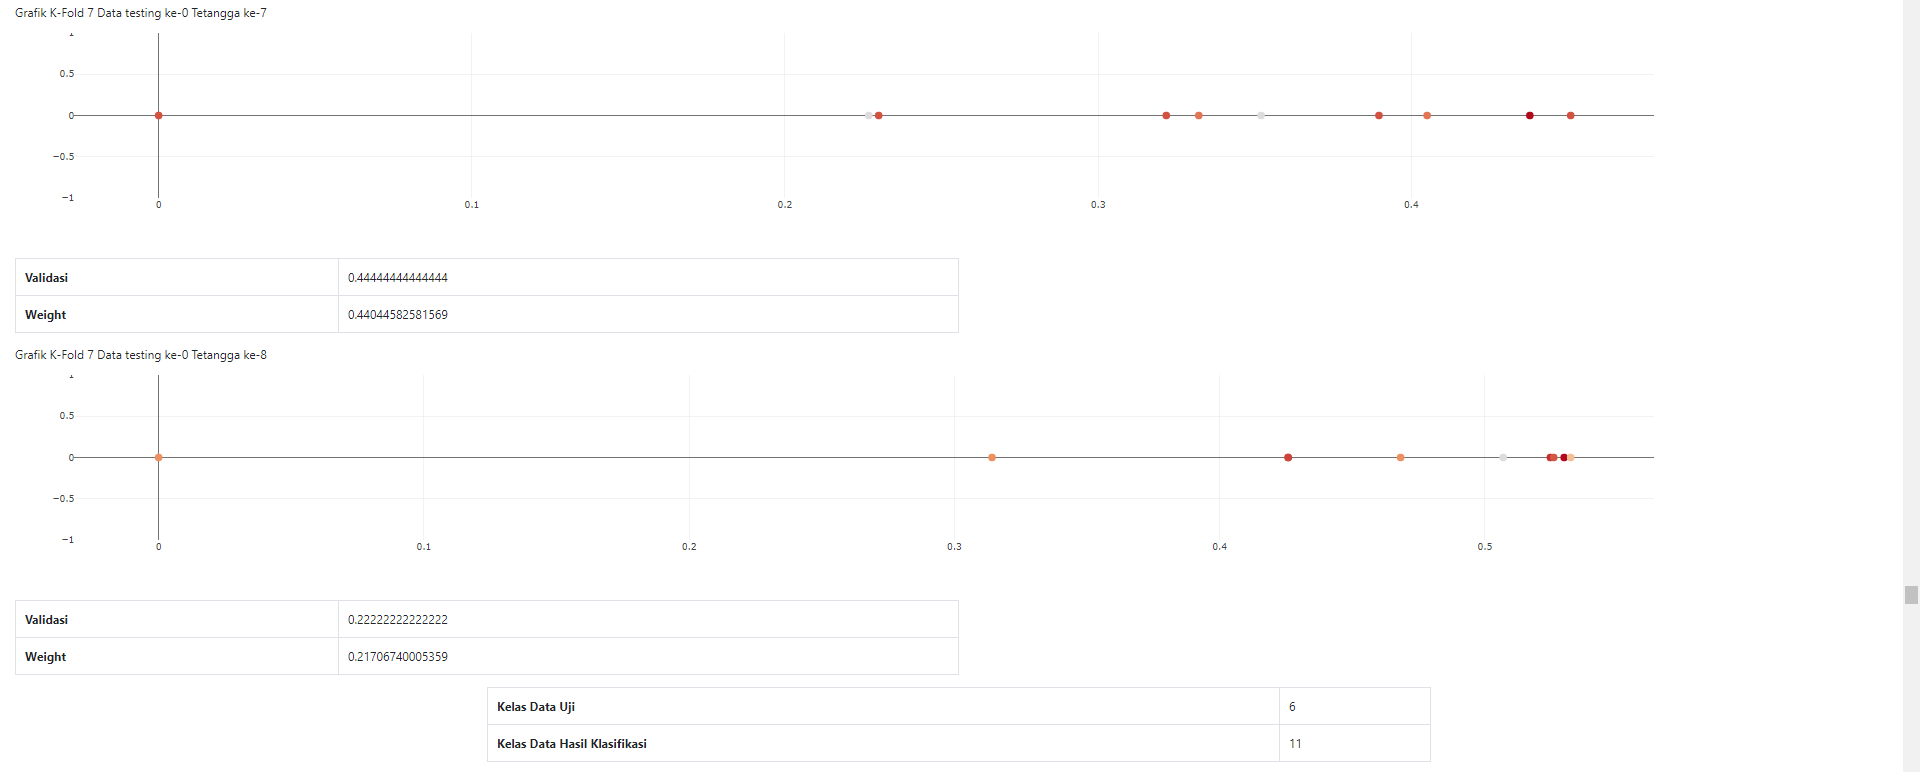 Grafik K-Fold 7 Data testing ke-0 Tetangga ke-7
1
0.5
0
−0.5
−1
0 0.1 0.2 0.3 0.4
Validasi 0.44444444444444
Weight 0.44044582581569
Grafik K-Fold 7 Data testing ke-0 Tetangga ke-8
1
0.5
0
−0.5
−1
0 0.1 0.2 0.3 0.4 0.5
Validasi 0.22222222222222
Weight 0.21706740005359
Kelas Data Uji 6
Kelas Data Hasil Klasifikasi 11